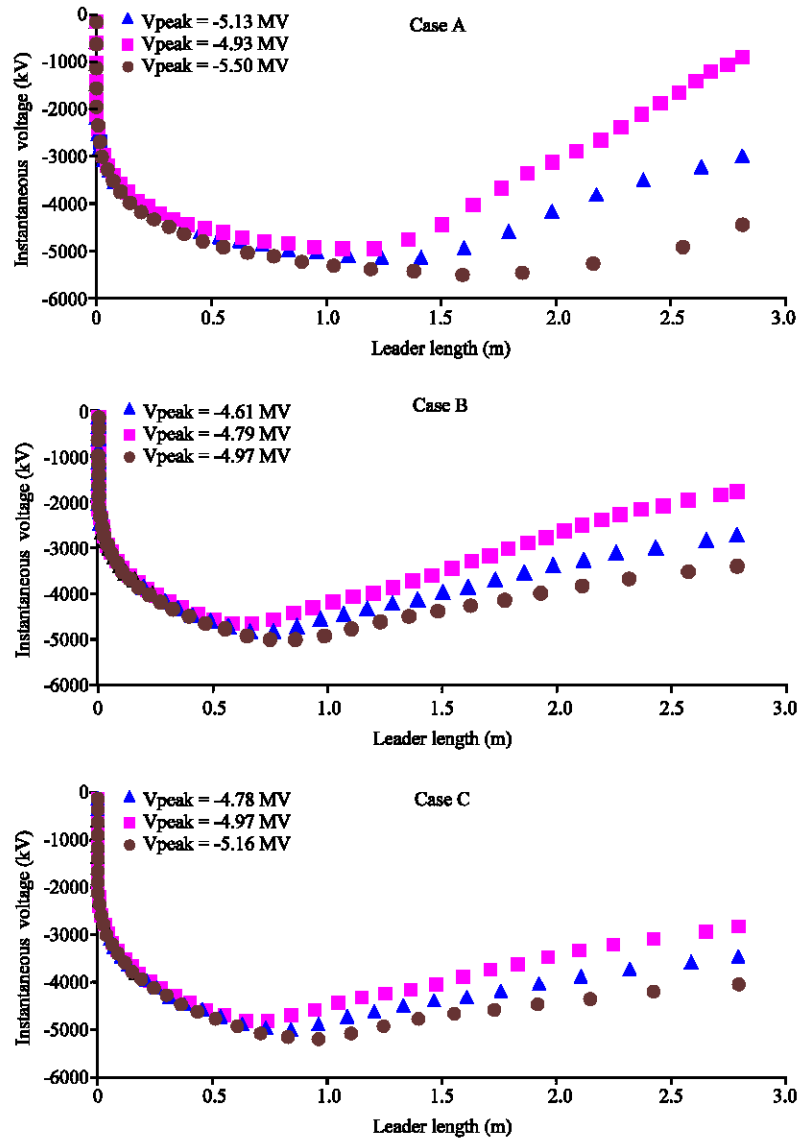 Case A
Vpeak = -5.13 MV
Vpeak = -4.93 MV
Vpeak = -5.50 MV
Instantaneous voltage (kV)
0
-1000
-2000
-3000
-4000
-5000
-6000
0 0.5 1.0 1.5 2.0 2.5 3.0
Leader length (m)
Case B
Vpeak = -4.61 MV
Vpeak = -4.79 MV
Vpeak = -4.97 MV
Instantaneous voltage (kV)
0
-1000
-2000
-3000
-4000
-5000
-6000
0 0.5 1.0 1.5 2.0 2.5 3.0
Leader length (m)
Case C
Vpeak = -4.78 MV
Vpeak = -4.97 MV
Vpeak = -5.16 MV
Instantaneous voltage (kV)
0
-1000
-2000
-3000
-4000
-5000
-6000
0 0.5 1.0 1.5 2.0 2.5 3.0
Leader length (m)